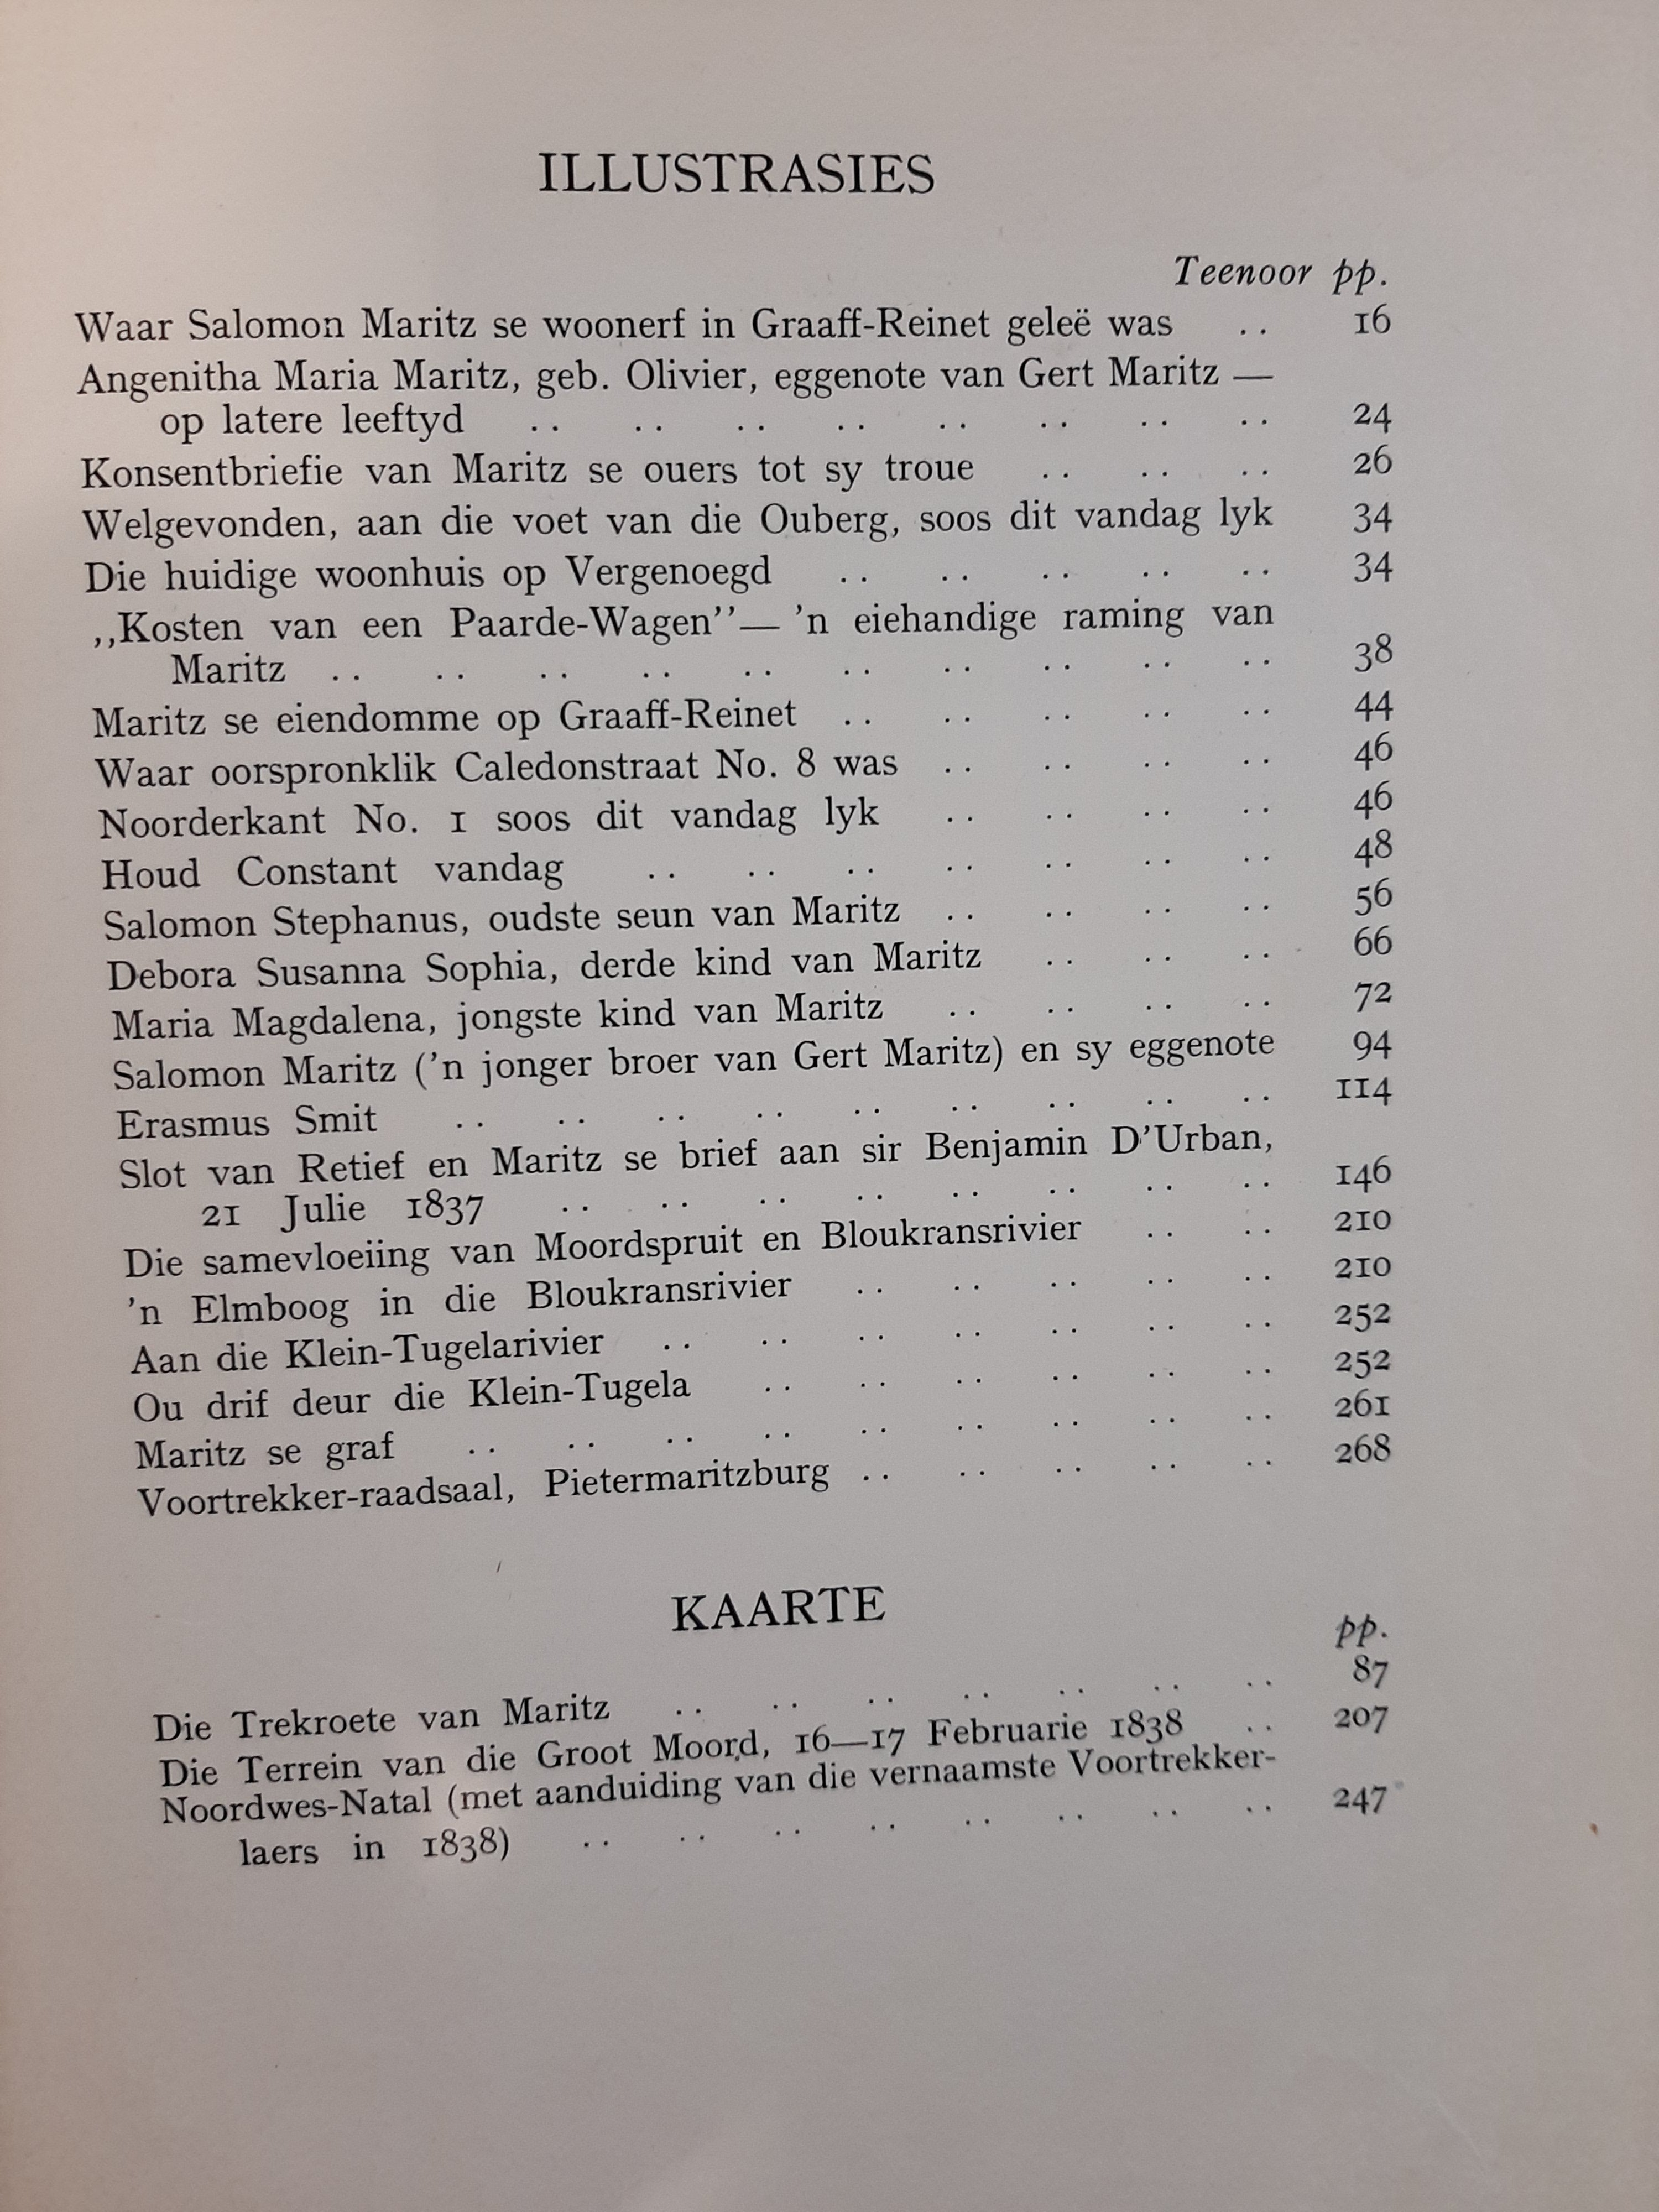 ILLUSTRASIES
Teenoor pp.
Waar Salomon Maritz se woonerf in Graaff-Reinet geleë was .. 16
Angenitha Maria Maritz, geb. Olivier, eggenote van Gert Maritz —
op latere leeftyd .. .. .. .. .. .. .. .. 24
Konsentbriefie van Maritz se ouers tot sy troue .. .. .. 26
Welgevonden, aan die voet van die Ouberg, soos dit vandag lyk 34
Die huidige woonhuis op Vergenoegd .. .. .. .. .. 34
,,Kosten van een Paarde-Wagen’’— ’n eiehandige raming van
Maritz .. .. .. .. .. .. .. .. .. .. 38
Maritz se eiendomme op Graaff-Reinet .. .. .. .. .. 44
Waar oorspronklik Caledonstraat No. 8 was .. .. .. .. 46
Noorderkant No. 1 soos dit vandag lyk .. .. .. .. 46
Houd Constant vandag .. .. .. .. .. .. .. 48
Salomon Stephanus, oudste seun van Maritz .. .. .. .. 56
Debora Susanna Sophia, derde kind van Maritz .. .. .. 66
Maria Magdalena, jongste kind van Maritz .. .. .. .. 72
Salomon Maritz (’n jonger broer van Gert Maritz) en sy eggenote 94
Erasmus Smit .. .. .. .. .. .. .. .. .. 114
Slot van Retief en Maritz se brief aan sir Benjamin D’Urban,
21 Julie 1837 .. .. .. .. .. .. .. .. 146
Die samevloeiing van Moordspruit en Bloukransrivier .. .. 210
’n Elmboog in die Bloukransrivier .. .. .. .. .. 210
Aan die Klein-Tugelarivier .. .. .. .. .. .. .. 252
Ou drif deur die Klein-Tugela .. .. .. .. .. .. 252
Maritz se graf .. .. .. .. .. .. .. .. .. 261
Voortrekker-raadsaal, Pietermaritzburg .. .. .. .. .. 268
KAARTE
pp.
Die Trekroete van Maritz .. .. .. .. .. .. .. 87
Die Terrein van die Groot Moord, 16—17 Februarie 1838 .. 207
Noordwes-Natal (met aanduiding van die vernaamste Voortrekker-
laers in 1838) .. .. .. .. .. .. .. .. 247